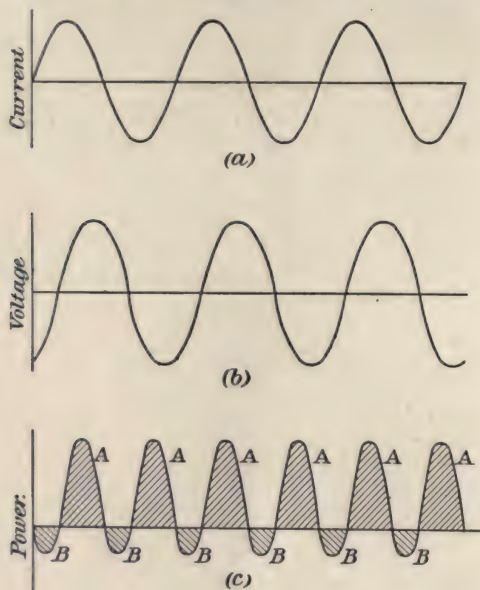 Current
(a)
Voltage
(b)
Power.
A A A A A A
B B B B B B
(c)